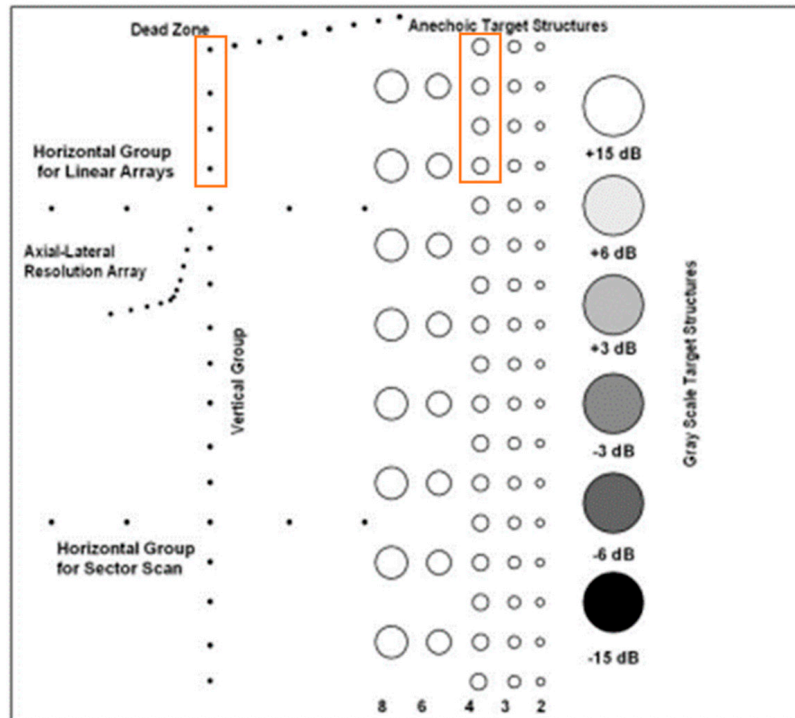 Dead Zone
Anechoic Target Structures
+15 dB
Horizontal Group
for Linear Arrays
+6 dB
Axial-Lateral
Resolution Array
+3 dB
Vertical Group
Gray Scale Target Structures
-3 dB
Horizontal Group
for Sector Scan
-6 dB
-15 dB
8 6 4 3 2